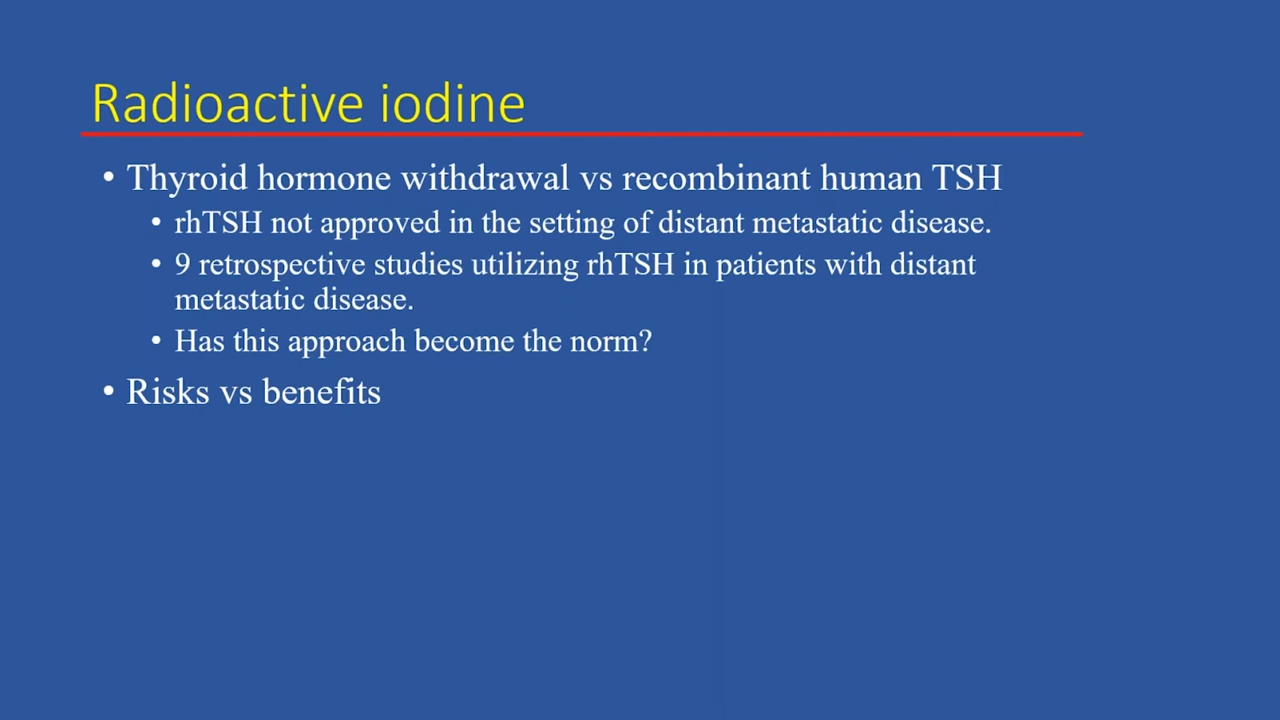 Radioactive iodine
• Thyroid hormone withdrawal vs recombinant human TSH
• rhTSH not approved in the setting of distant metastatic disease.
• 9 retrospective studies utilizing rhTSH in patients with distant
metastatic disease.
• Has this approach become the norm?
• Risks vs benefits